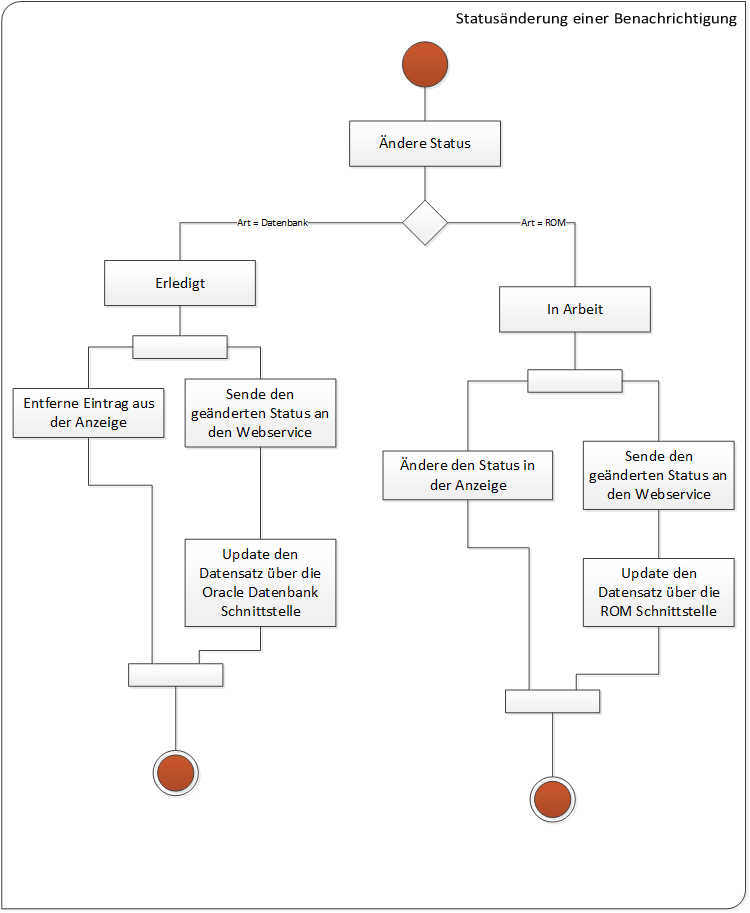 Statusänderung einer Benachrichtigung
Ändere Status
Art = Datenbank
Art = ROM
Erledigt
In Arbeit
Entferne Eintrag aus
der Anzeige
Sende den
geänderten Status an
den Webservice
Ändere den Status in
der Anzeige
Sende den
geänderten Status an
den Webservice
Update den
Datensatz über die
Oracle Datenbank
Schnittstelle
Update den
Datensatz über die
ROM Schnittstelle